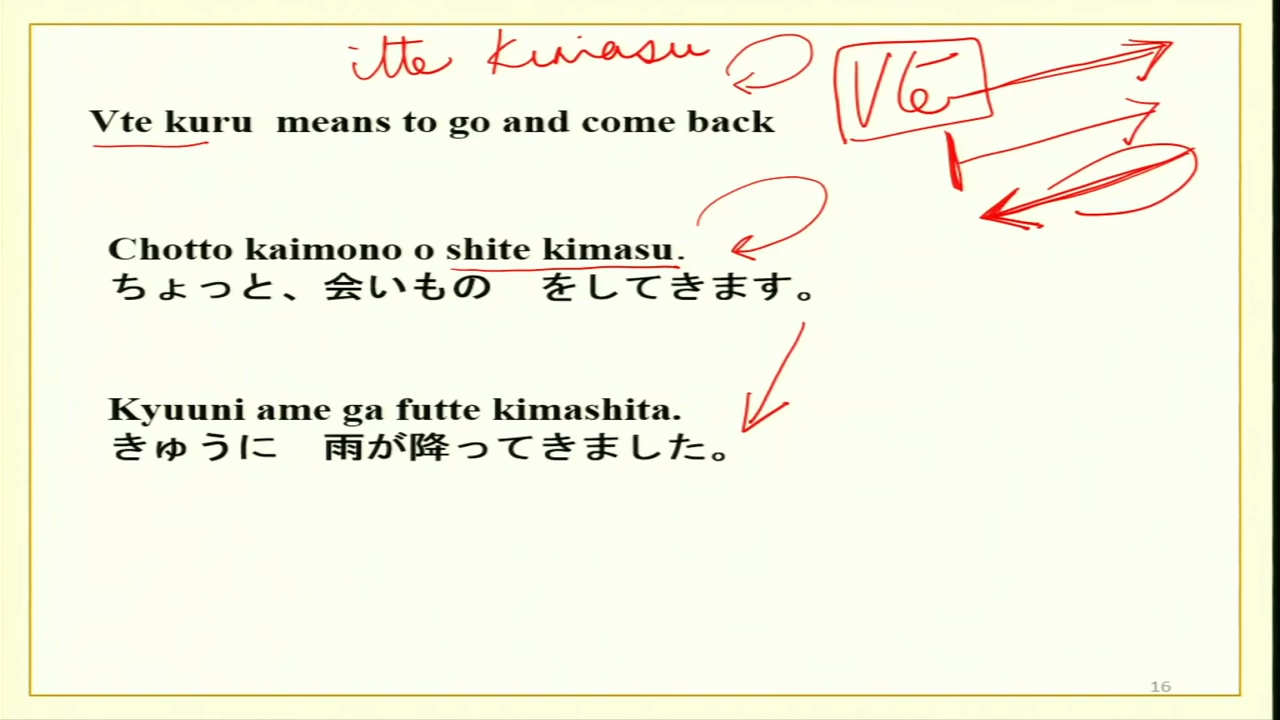 itte kimasu
Vte
Vte kuru means to go and come back
Chotto kaimono o shite kimasu.
ちょっと、会いもの をしてきます。
Kyuuni ame ga futte kimashita.
きゅうに 雨が降ってきました。
16